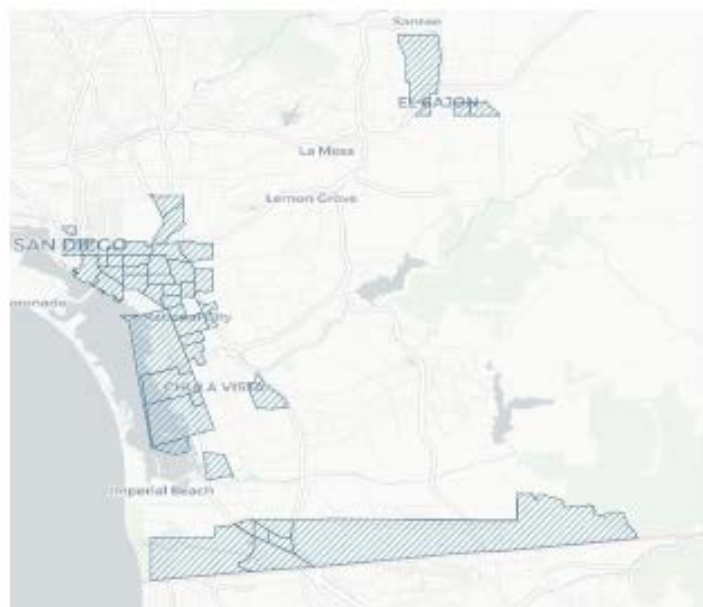 Santee
EL CAJON
La Mesa
Lemon Grove
SAN DIEGO
CHULA VISTA
Imperial Beach